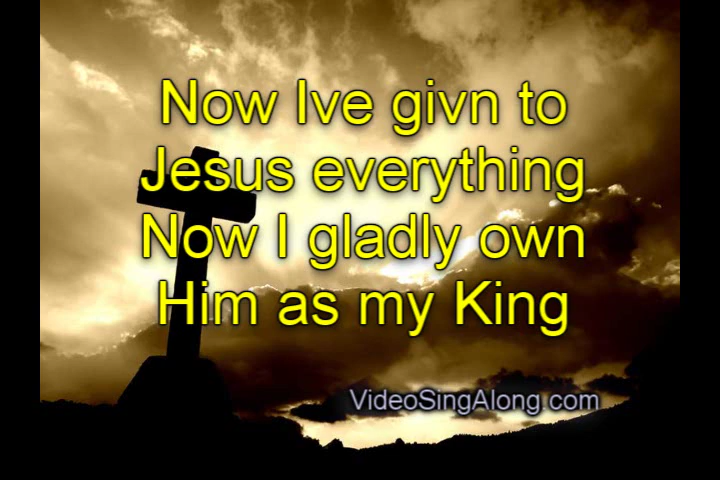 Now Ive givn to
Jesus everything
Now I gladly own
Him as my King
VideoSingAlong.com